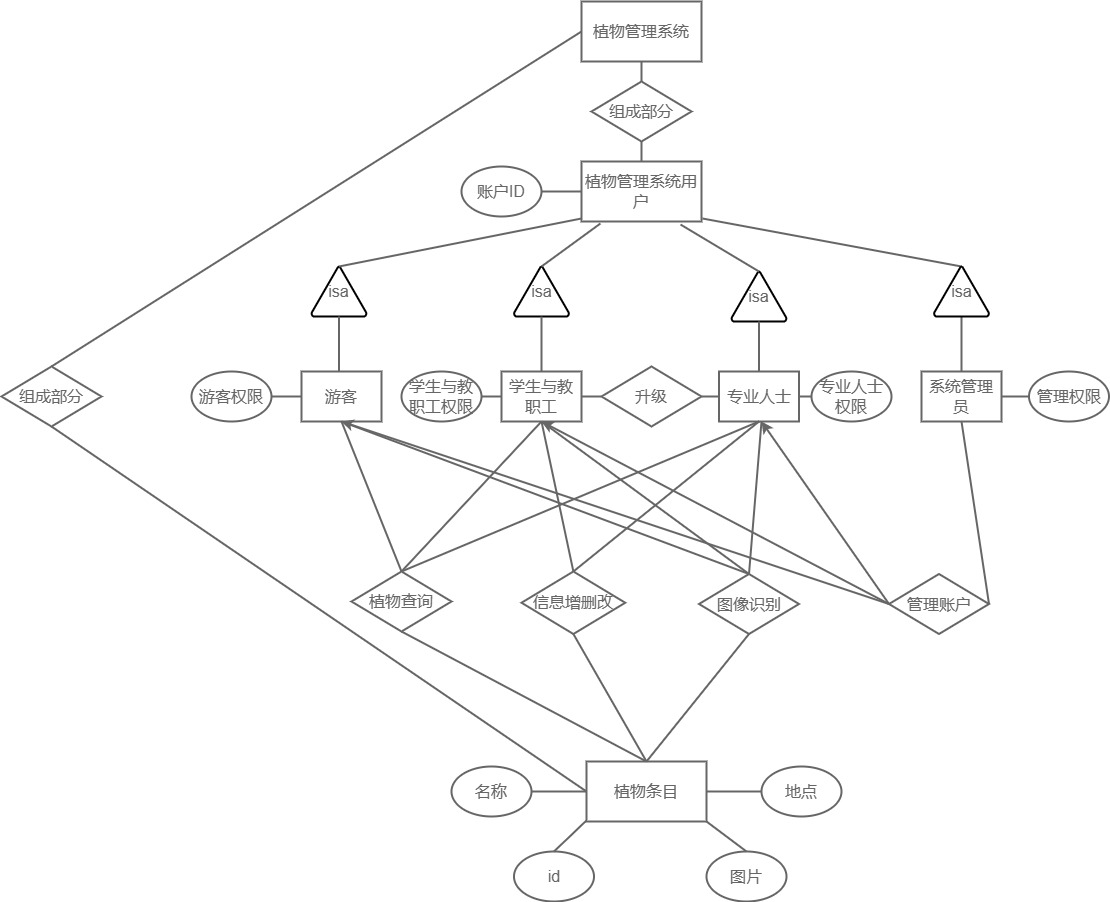 植物管理系统
组成部分
账户ID
植物管理系统用
户
isa
isa
isa
isa
组成部分
游客权限
游客
学生与教
职工权限
学生与教
职工
升级
专业人士
专业人士
权限
系统管理
员
管理权限
植物查询
信息增删改
图像识别
管理账户
名称
植物条目
地点
id
图片